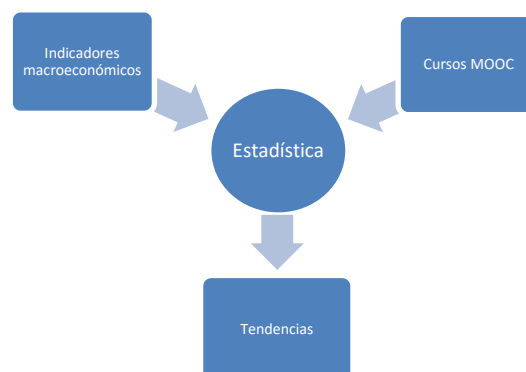 Indicadores
macroeconómicos
Cursos MOOC
Estadística
Tendencias